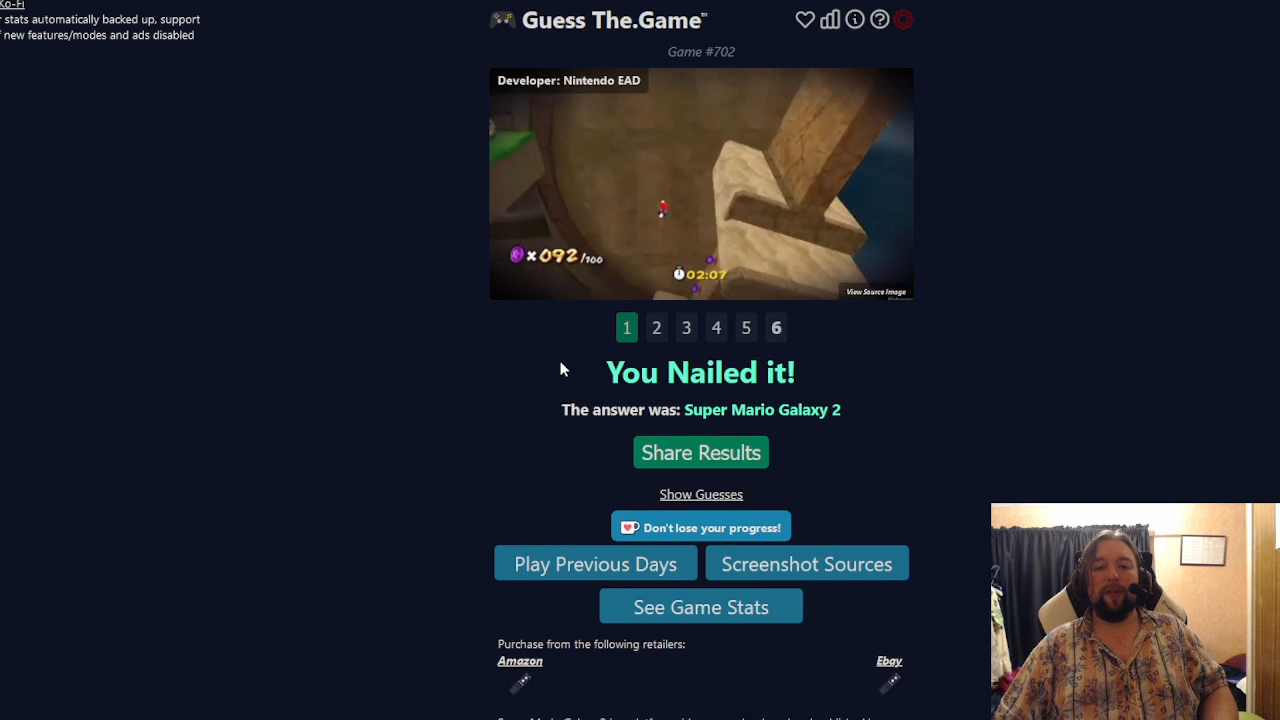 Ko-Fi
r stats automatically backed up, support
f new features/modes and ads disabled
Guess The.Game™
Game #702
Developer: Nintendo EAD
×092/100
02:07
View Source Image
1 2 3 4 5 6
You Nailed it!
The answer was: Super Mario Galaxy 2
Share Results
Show Guesses
Don't lose your progress!
Play Previous Days
Screenshot Sources
See Game Stats
Purchase from the following retailers:
Amazon
Ebay